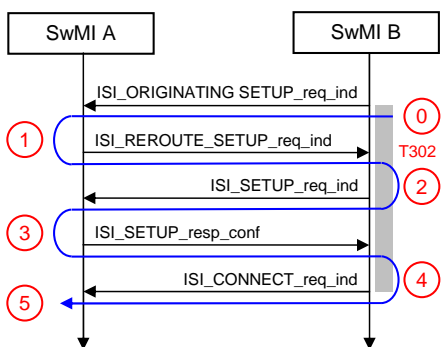 SwMI A
SwMI B
ISI_ORIGINATING SETUP_req_ind
0
1
ISI_REROUTE_SETUP_req_ind
T302
ISI_SETUP_req_ind
2
3
ISI_SETUP_resp_conf
ISI_CONNECT_req_ind
4
5